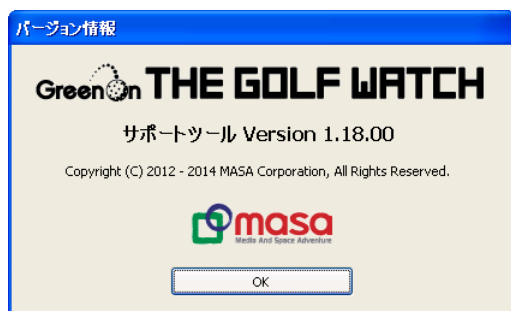 バージョン情報
GreenOn THE GOLF WATCH
サポートツール Version 1.18.00
Copyright (C) 2012 - 2014 MASA Corporation, All Rights Reserved.
masa
Media And Space Adventure
OK